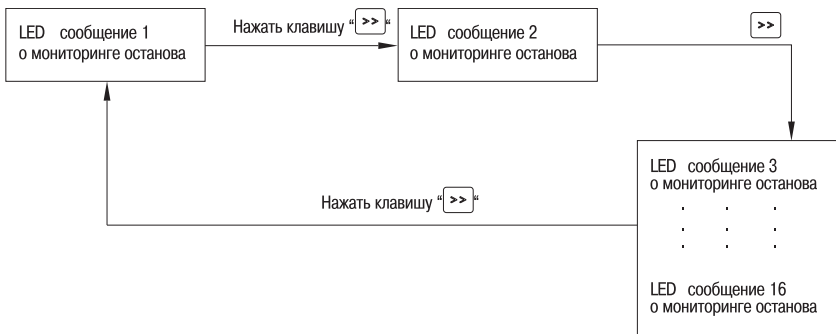 LED сообщение 1
о мониторинге останова
Нажать клавишу “>>“
LED сообщение 2
о мониторинге останова
>>
LED сообщение 3
о мониторинге останова
. . .
. . .
. . .
LED сообщение 16
о мониторинге останова
Нажать клавишу “>>“